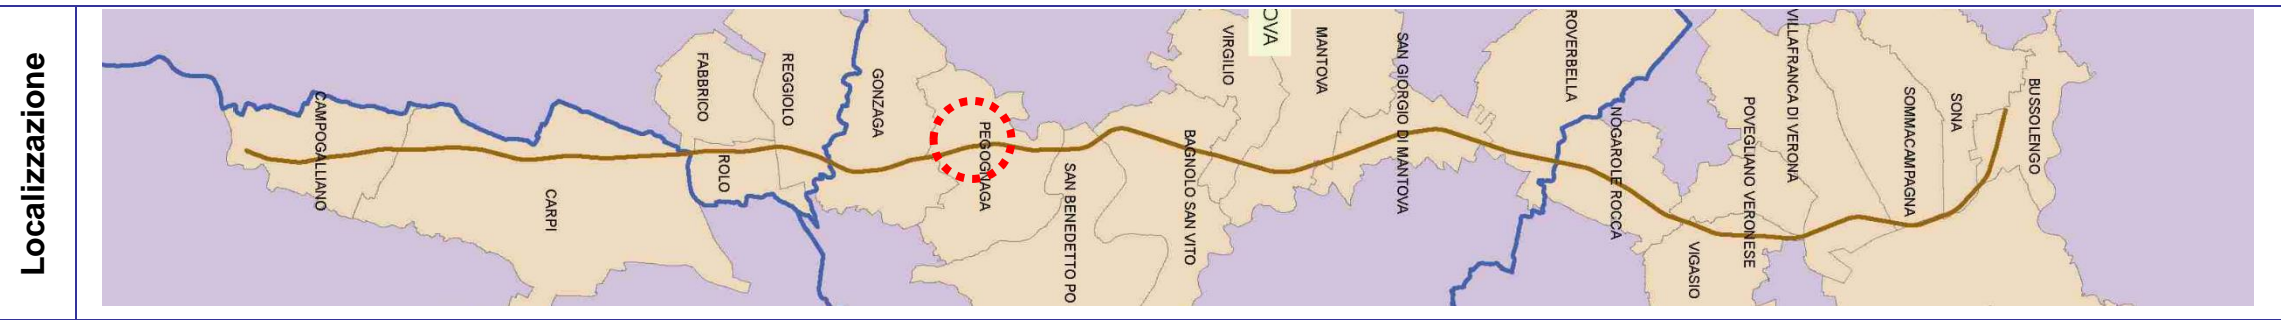 Localizzazione
CAMPOGALLIANO
CARPI
FABBRICO
ROLO
REGGIOLO
GONZAGA
PEGOGNAGA
SAN BENEDETTO PO
BAGNOLO SAN VITO
VIRGILIO
OVA
MANTOVA
SAN GIORGIO DI MANTOVA
ROVERBELLA
NOGAROLE ROCCA
VIGASIO
POVEGLIANO VERONESE
VILLAFRANCA DI VERONA
SOMMACAMPAGNA
SONA
BUSSOLENGO